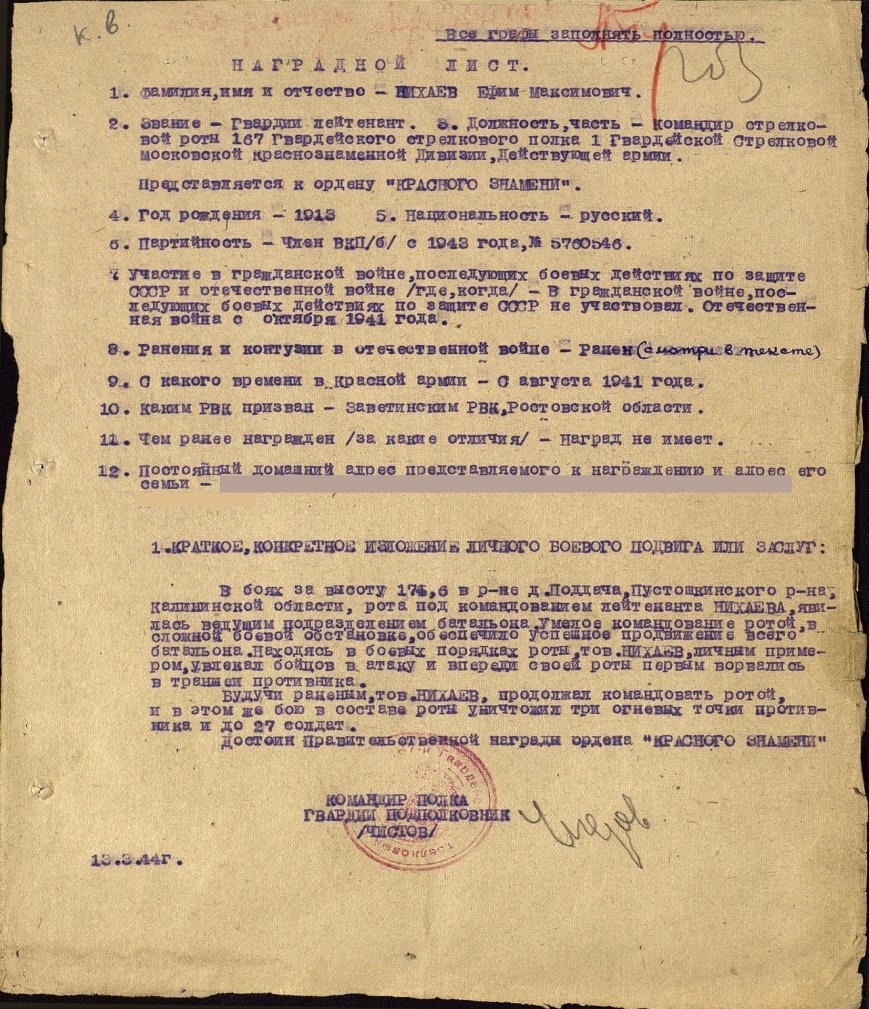 к. в.
Все графы заполнять полностью.
203
НАГРАДНОЙ ЛИСТ.
1. Фамилия,имя и отчество – НИХАЕВ Ефим Максимович.
2. Звание – Гвардии лейтенант. 3. Должность,часть – командир стрелко-
вой роты 167 Гвардейского стрелкового полка 1 Гвардейской Стрелковой
московской краснознаменной Дивизии,Действующей армии.
Представляется к ордену "КРАСНОГО ЗНАМЕНИ".
4. Год рождения – 1913 5. Национальность – русский.
6. Партийность – Член ВКП/б/ с 1943 года,№ 5760546.
7 Участие в гражданской войне,последующих боевых действиях по защите
СССР и отечественной войне /где,когда/ – В гражданской войне,пос-
ледующих боевых действиях по защите СССР не участвовал. Отечествен-
ная война с октября 1941 года.
8. Ранения и контузии в отечественной войне – Ранен (смотри в тексте)
9. С какого времени в Красной армии – С августа 1941 года.
10. Каким РВК призван – Заветинским РВК,Ростовской области.
11. Чем ранее награжден /за какие отличия/ – Наград не имеет.
12. Постоянный домашний адрес представляемого к награждению и адрес его
семьи –
1.КРАТКОЕ,КОНКРЕТНОЕ ИЗЛОЖЕНИЕ ЛИЧНОГО БОЕВОГО ПОДВИГА ИЛИ ЗАСЛУГ:
В боях за высоту 174,6 в р-не д.Поддача,Пустошкинского р-на,
Калининской области, рота под командованием лейтенанта НИХАЕВА,яви-
лась ведущим подразделением батальона.Умелое командование ротой,в
сложной боевой обстановке,обеспечило успешное продвижение всего
батальона.Находясь в боевых порядках роты,тов.НИХАЕВ,личным приме-
ром,увлекал бойцов в атаку и впереди своей роты первым ворвались
в траншеи противника.
Будучи раненым,тов.НИХАЕВ, продолжал командовать ротой,
и в этом же бою в составе роты уничтожил три огневых точки против-
ника и до 27 солдат.
Достоин Правительственной награды ордена "КРАСНОГО ЗНАМЕНИ"
КОМАНДИР ПОЛКА
ГВАРДИИ ПОДПОЛКОВНИК
/ЧИСТОВ/
Чистов
13.3.44г.